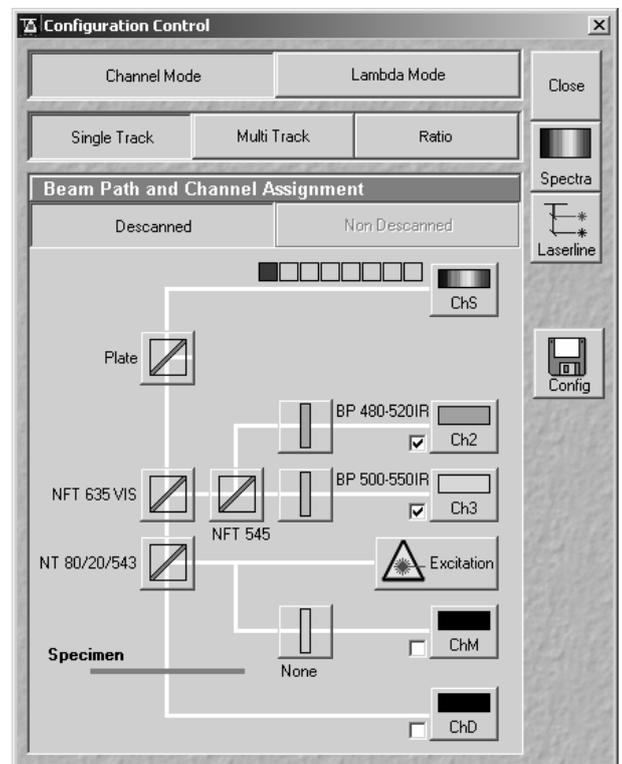 Configuration Control
Channel Mode
Lambda Mode
Close
Single Track
Multi Track
Ratio
Spectra
Beam Path and Channel Assignment
Descanned
Non Descanned
Laserline
ChS
Plate
Config
BP 480-520IR
Ch2
BP 500-550IR
NFT 635 VIS
Ch3
NFT 545
NT 80/20/543
Excitation
ChM
Specimen
None
ChD